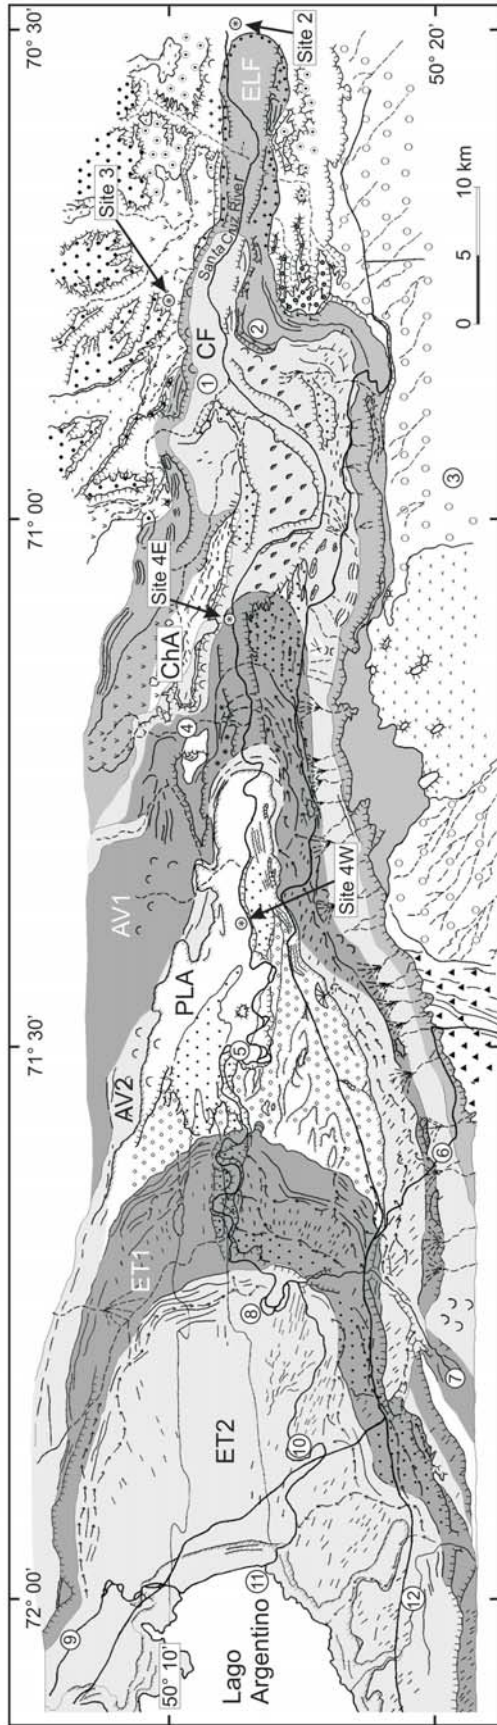 72° 00'
71° 30'
71° 00'
70° 30'
9
ET1
AV2
AV1
PLA
4
ChA
Site 4E
1
CF
Site 3
Santa Cruz River
Site 2
ELF
50° 10'
Lago
Argentino
11
ET2
10
8
5
Site 4W
2
12
7
6
3
0 5 10 km
50° 20'